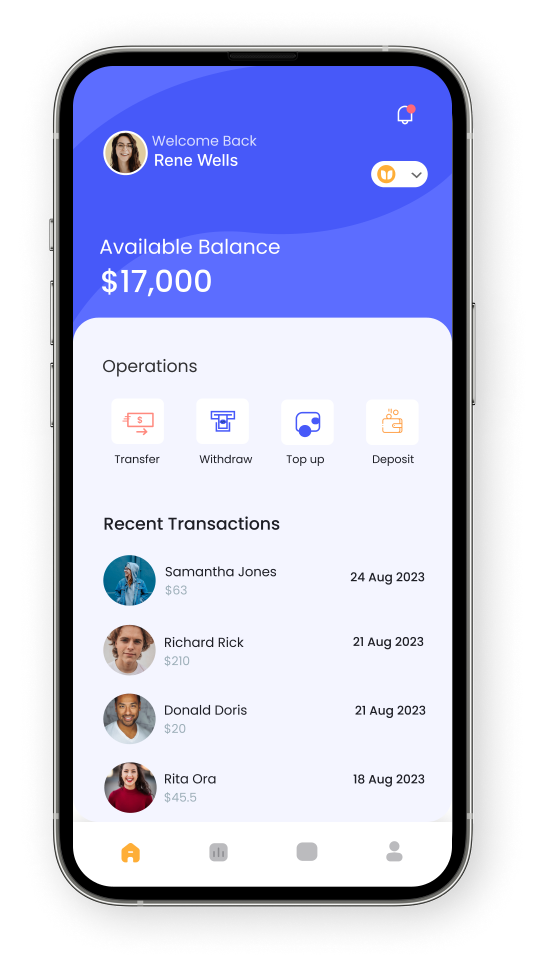 Welcome Back
Rene Wells
Available Balance
$17,000
Operations
$
Transfer
Withdraw
Top up
Deposit
Recent Transactions
Samantha Jones
24 Aug 2023
$63
Richard Rick
21 Aug 2023
$210
Donald Doris
21 Aug 2023
$20
Rita Ora
18 Aug 2023
$45.5